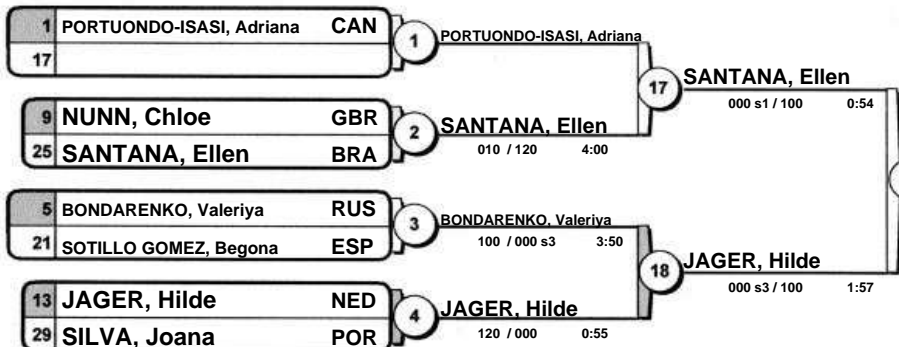 1 PORTUONDO-ISASI, Adriana CAN
17
1
PORTUONDO-ISASI, Adriana
9 NUNN, Chloe GBR
25 SANTANA, Ellen BRA
2
SANTANA, Ellen
010 / 120 4:00
17
SANTANA, Ellen
000 s1 / 100 0:54
5 BONDARENKO, Valeriya RUS
21 SOTILLO GOMEZ, Begona ESP
3
BONDARENKO, Valeriya
100 / 000 s3 3:50
13 JAGER, Hilde NED
29 SILVA, Joana POR
4
JAGER, Hilde
120 / 000 0:55
18
JAGER, Hilde
000 s3 / 100 1:57